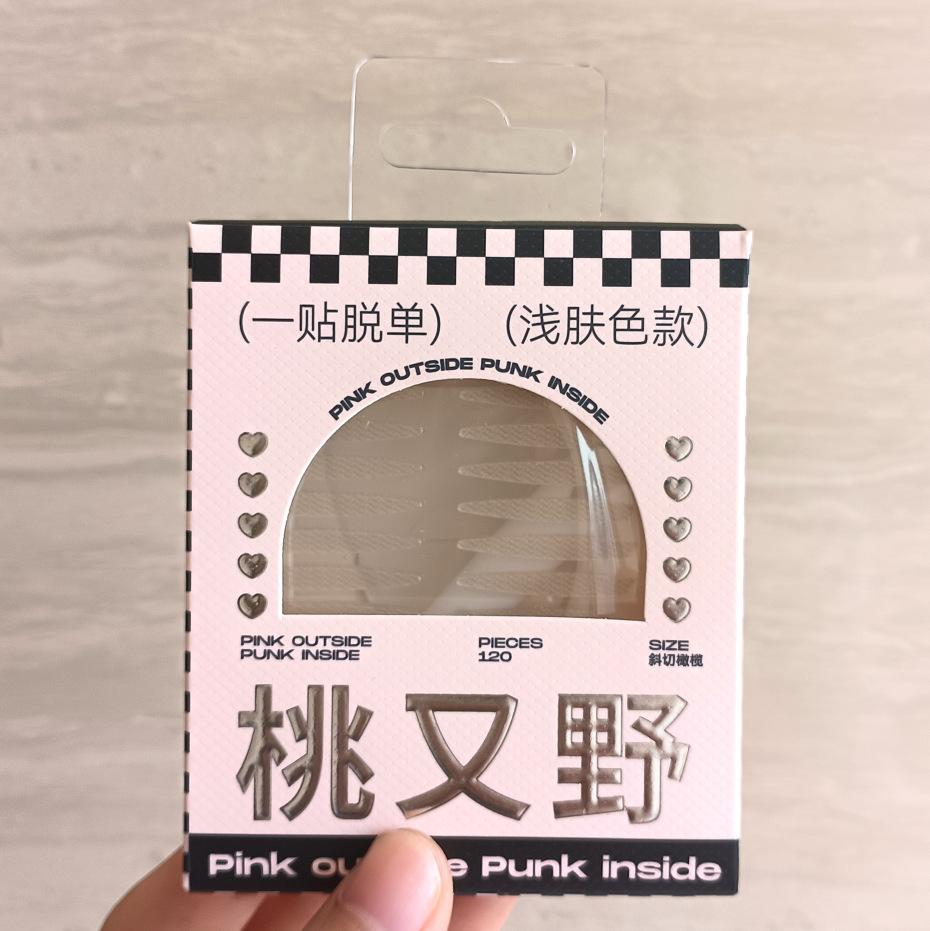 (一贴脱单) (浅肤色款)
PINK OUTSIDE PUNK INSIDE
PINK OUTSIDE
PUNK INSIDE
PIECES
120
SIZE
斜切橄榄
桃又野
Pink ou e Punk inside